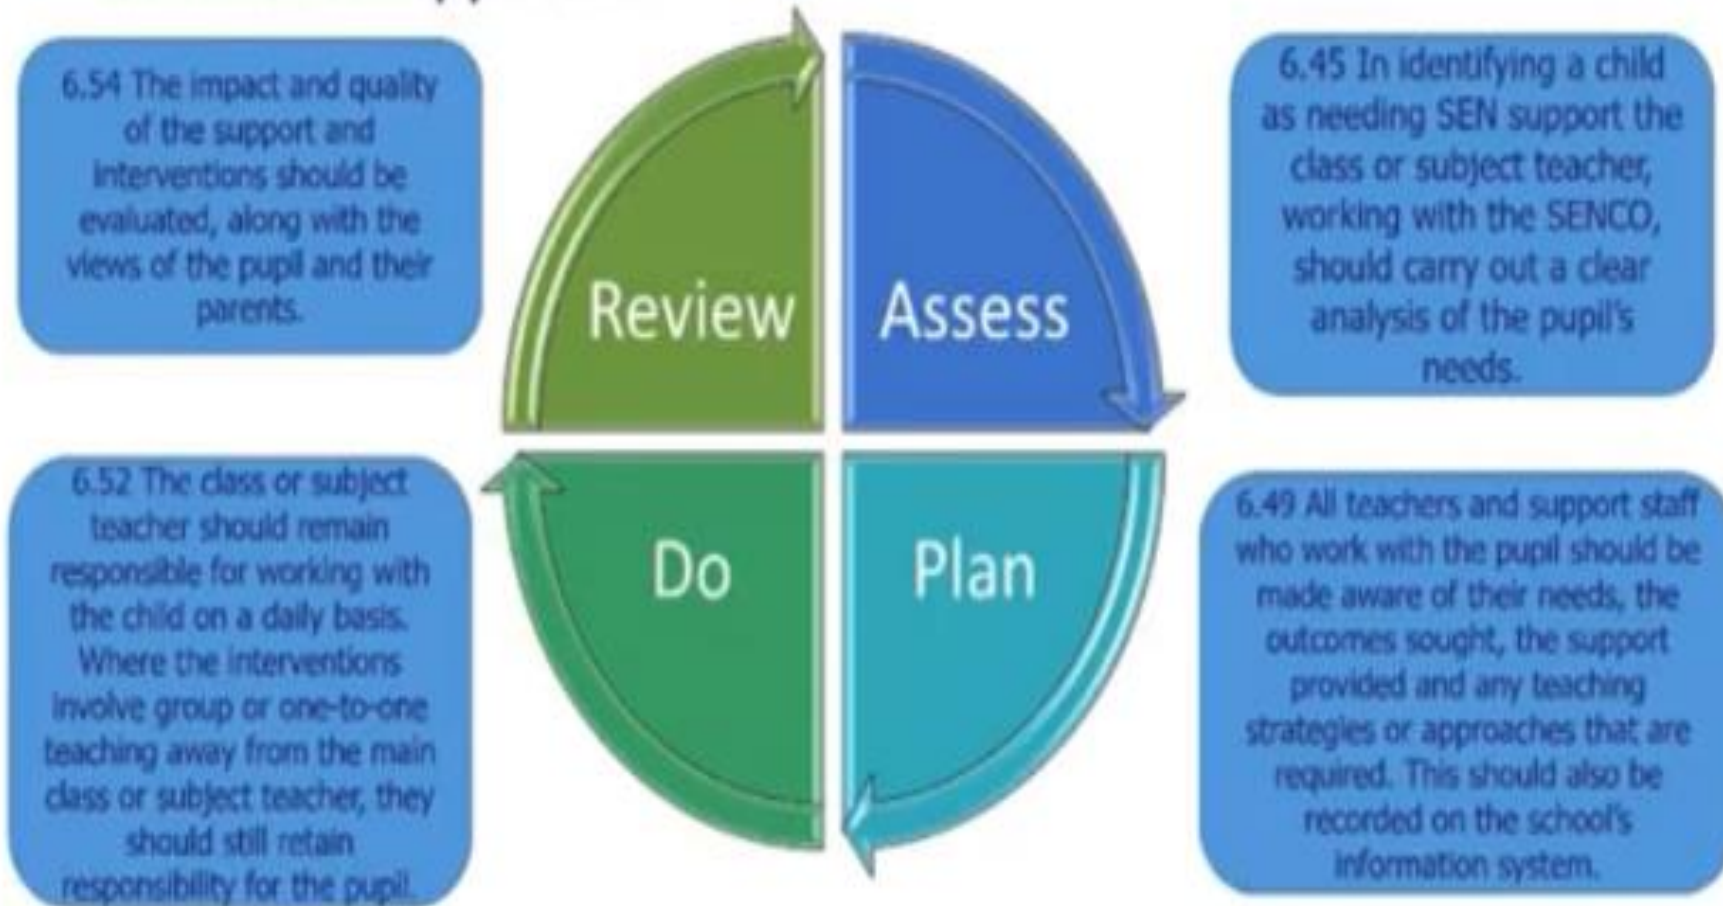 6.54 The impact and quality
of the support and
interventions should be
evaluated, along with the
views of the pupil and their
parents.
Review
Assess
6.45 In identifying a child
as needing SEN support the
class or subject teacher,
working with the SENCO,
should carry out a clear
analysis of the pupil's
needs.
6.52 The class or subject
teacher should remain
responsible for working with
the child on a daily basis.
Where the interventions
involve group or one-to-one
teaching away from the main
class or subject teacher, they
should still retain
responsibility for the pupil.
Do
Plan
6.49 All teachers and support staff
who work with the pupil should be
made aware of their needs, the
outcomes sought, the support
provided and any teaching
strategies or approaches that are
required. This should also be
recorded on the school's
information system.